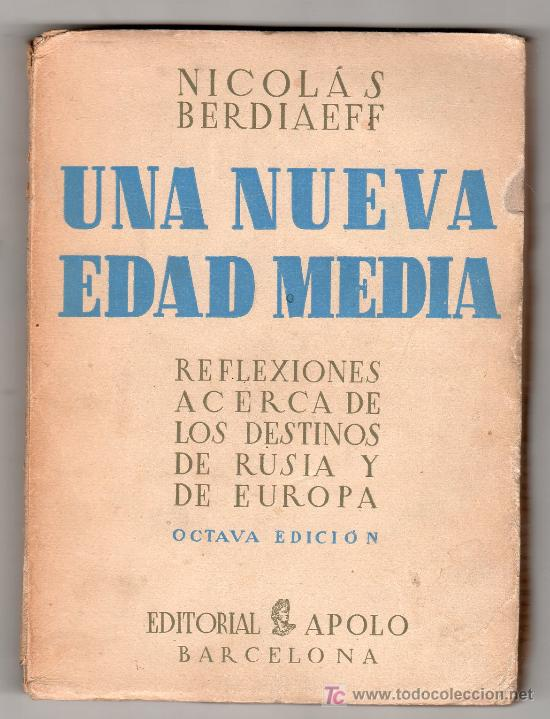 NICOLÁS
BERDIAEFF
UNA NUEVA
EDAD MEDIA
REFLEXIONES
ACERCA DE
LOS DESTINOS
DE RUSIA Y
DE EUROPA
OCTAVA EDICIÓN
EDITORIAL APOLO
BARCELONA
TC www.todocoleccion.net